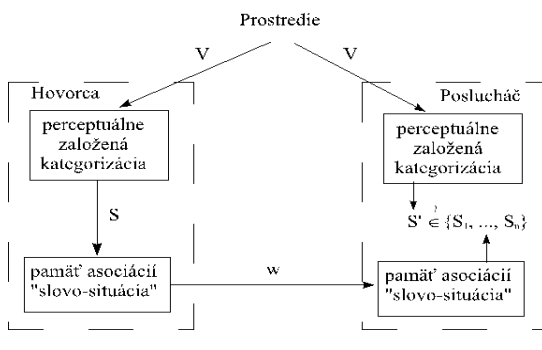 Prostredie
V
V
Hovorca
Poslucháč
perceptuálne
založená
kategorizácia
perceptuálne
založená
kategorizácia
S
S' ∈? {S₁, ..., Sₙ}
pamäť asociácií
"slovo-situácia"
w
pamäť asociácií
"slovo-situácia"